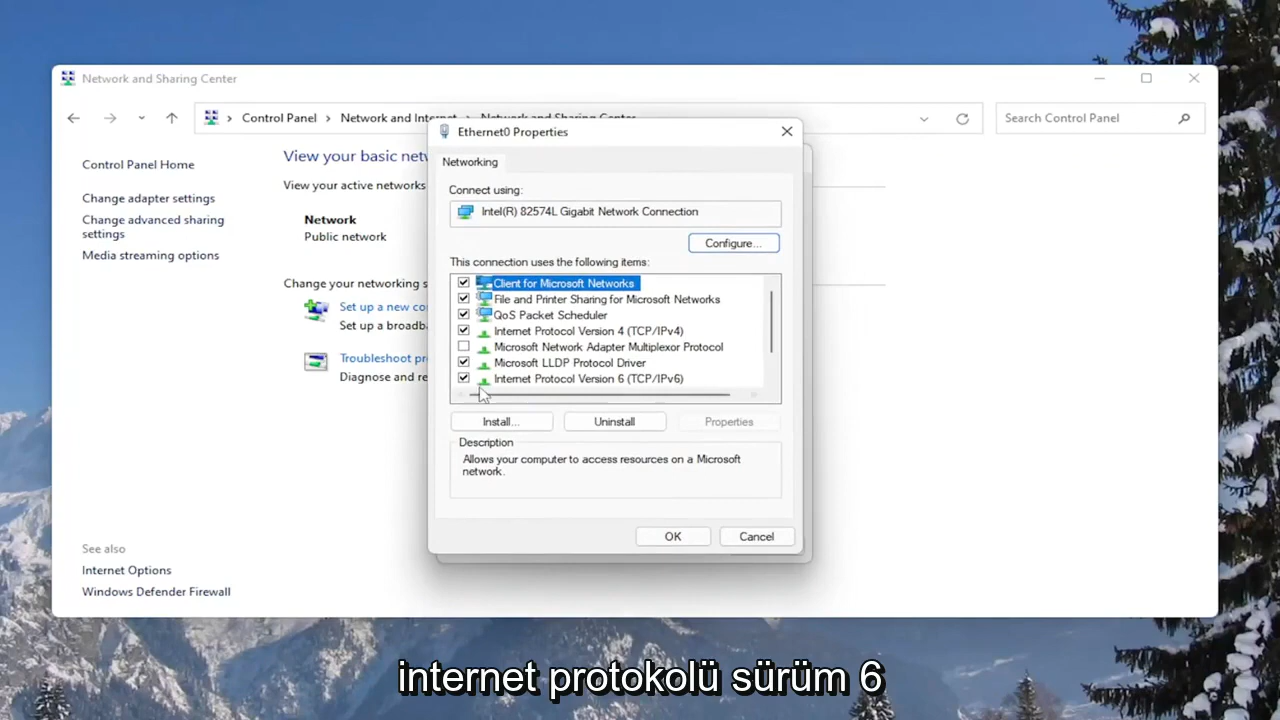 Network and Sharing Center
Control Panel
Network and Internet
Network and Sharing Center
Search Control Panel
Control Panel Home
Change adapter settings
Change advanced sharing
settings
Media streaming options
View your basic net
View your active networks
Network
Public network
Change your networking s
Set up a new co
Set up a broadb
Troubleshoot pr
Diagnose and re
See also
Internet Options
Windows Defender Firewall
Ethernet0 Properties
Networking
Connect using:
Intel(R) 82574L Gigabit Network Connection
Configure...
This connection uses the following items:
Client for Microsoft Networks
File and Printer Sharing for Microsoft Networks
QoS Packet Scheduler
Internet Protocol Version 4 (TCP/IPv4)
Microsoft Network Adapter Multiplexor Protocol
Microsoft LLDP Protocol Driver
Internet Protocol Version 6 (TCP/IPv6)
Install...
Uninstall
Properties
Description
Allows your computer to access resources on a Microsoft
network.
OK
Cancel
internet protokolü sürüm 6